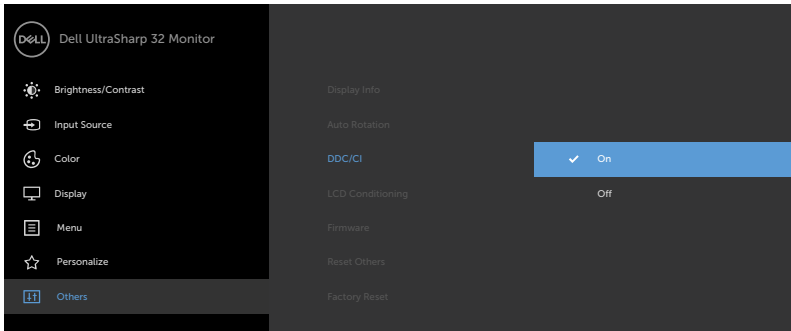 DELL Dell UltraSharp 32 Monitor
Brightness/Contrast
Input Source
Color
Display
Menu
Personalize
Others
Display Info
Auto Rotation
DDC/CI
LCD Conditioning
Firmware
Reset Others
Factory Reset
On
Off